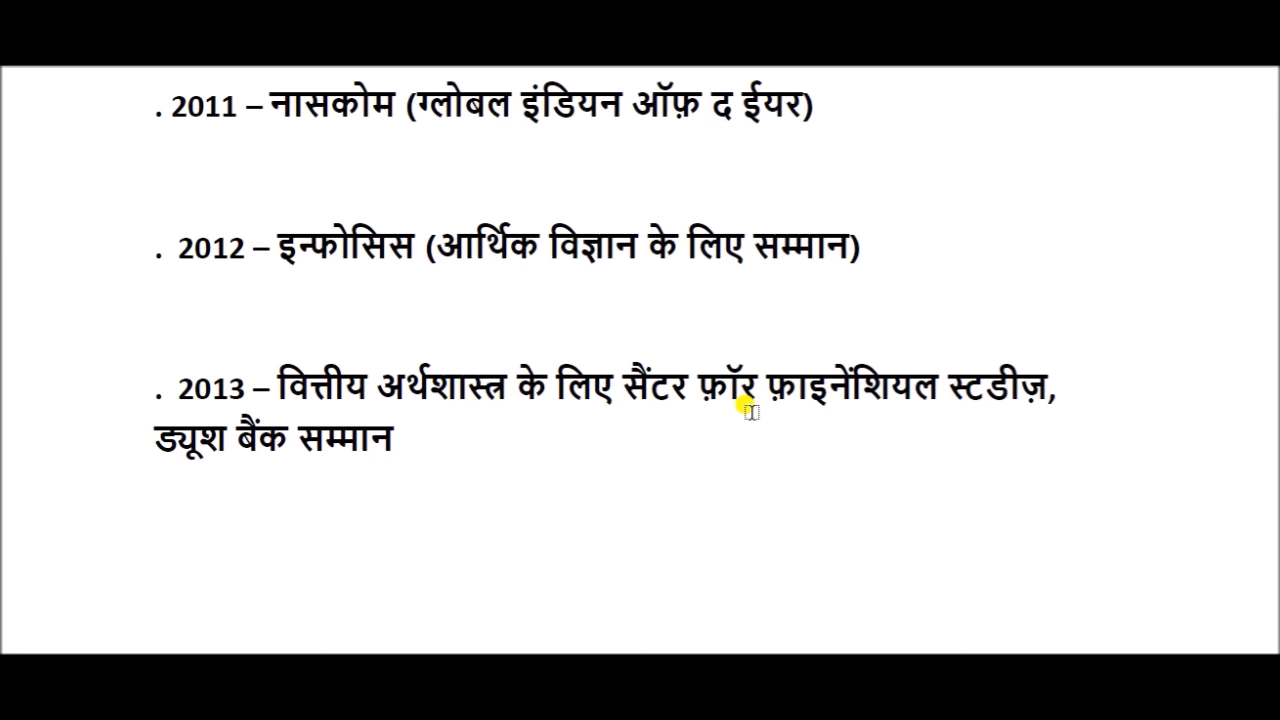 . 2011 – नासकोम (ग्लोबल इंडियन ऑफ़ द ईयर)
. 2012 – इन्फोसिस (आर्थिक विज्ञान के लिए सम्मान)
. 2013 – वित्तीय अर्थशास्त्र के लिए सैंटर फ़ॉर फ़ाइनेंशियल स्टडीज़,
ड्यूश बैंक सम्मान